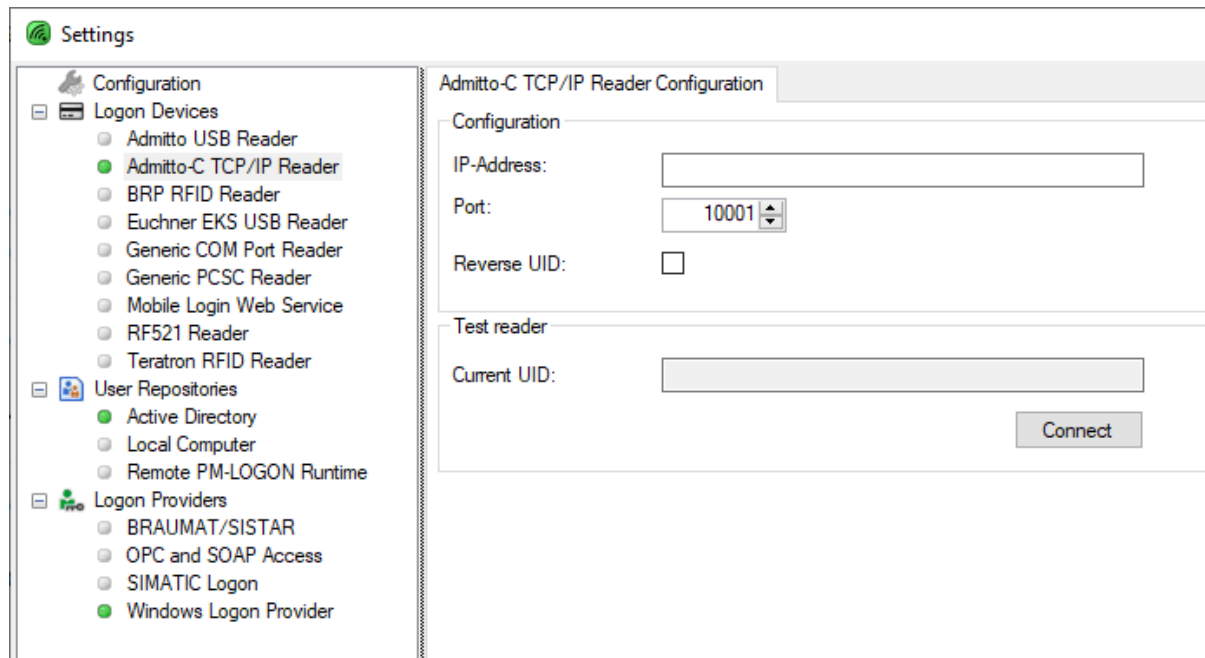 Settings
Configuration
Logon Devices
Admitto USB Reader
Admitto-C TCP/IP Reader
BRP RFID Reader
Euchner EKS USB Reader
Generic COM Port Reader
Generic PCSC Reader
Mobile Login Web Service
RF521 Reader
Teratron RFID Reader
User Repositories
Active Directory
Local Computer
Remote PM-LOGON Runtime
Logon Providers
BRAUMAT/SISTAR
OPC and SOAP Access
SIMATIC Logon
Windows Logon Provider
Admitto-C TCP/IP Reader Configuration
Configuration
IP-Address:
Port: 10001
Reverse UID:
Test reader
Current UID:
Connect